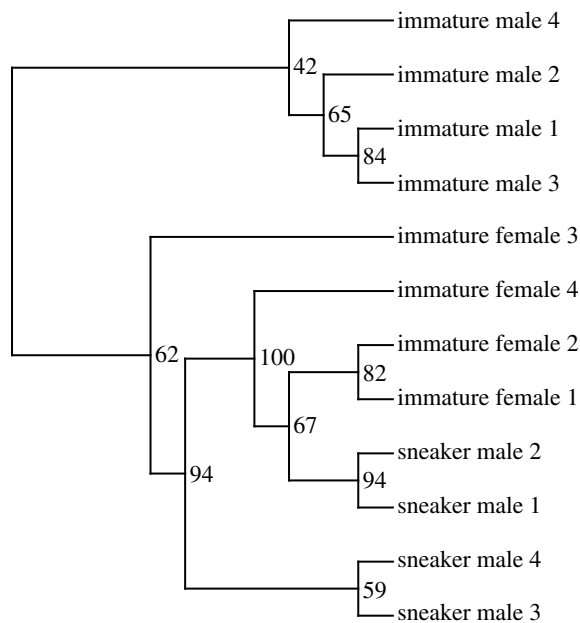 immature male 4
42
immature male 2
65
immature male 1
84
immature male 3
immature female 3
62
immature female 4
100
immature female 2
82
immature female 1
67
sneaker male 2
94
94
sneaker male 1
sneaker male 4
59
sneaker male 3